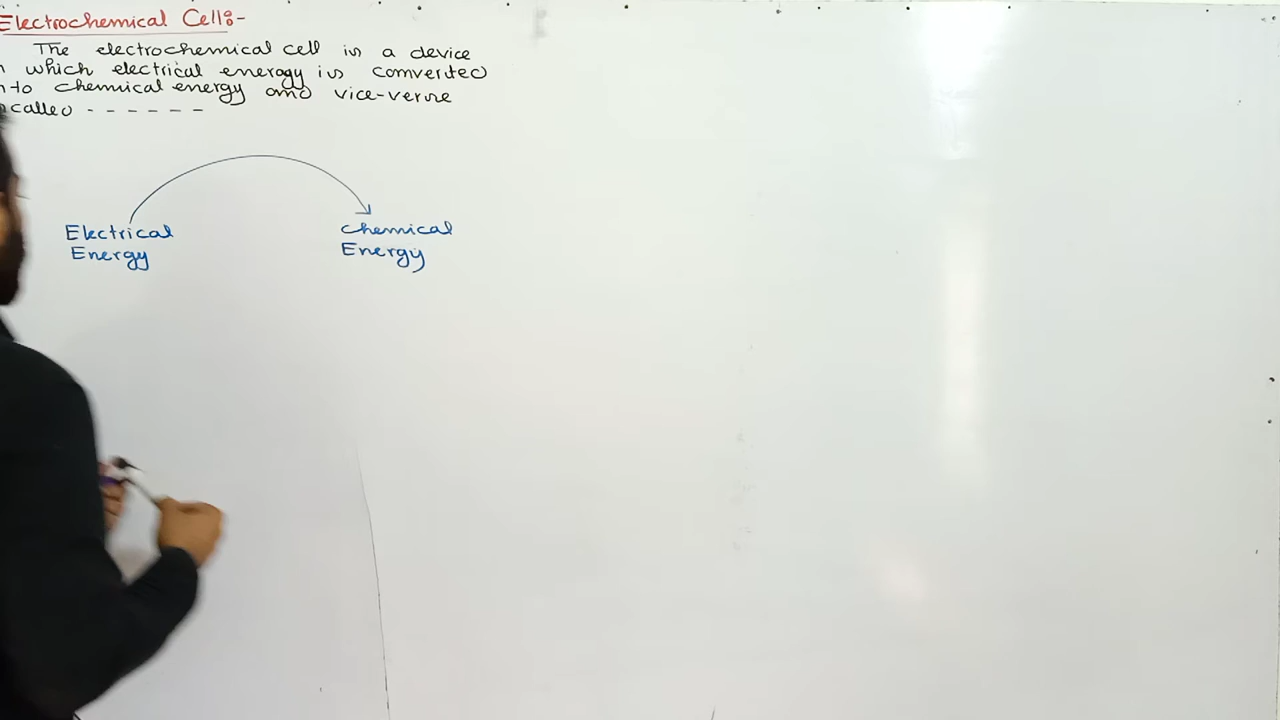 Electrochemical Cell:-
The electrochemical cell is a device
n which electrical energy is converted
nto chemical energy and vice-verse
called - - - - - -
Electrical Energy
Chemical Energy